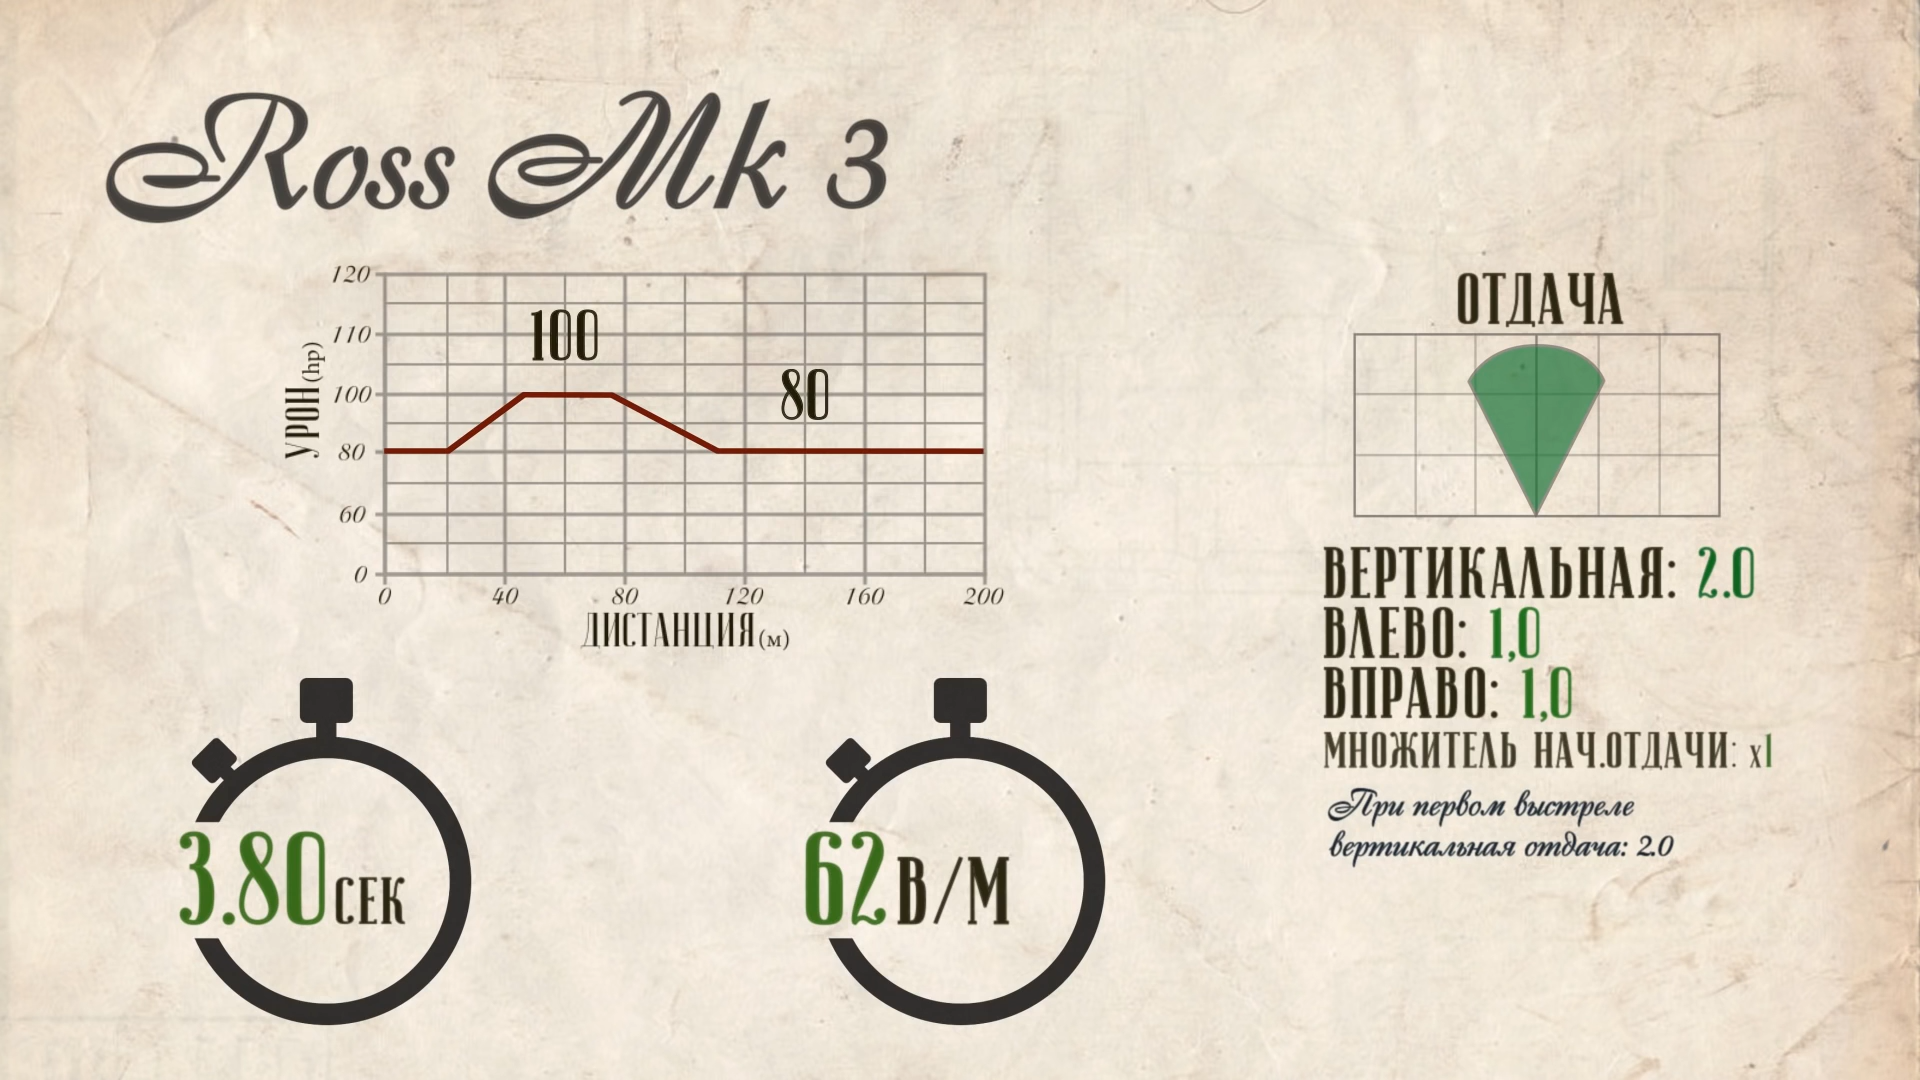 Ross Mk 3
120
110
100
80
60
0
УРОН(hp)
100
80
0 40 80 120 160 200
ДИСТАНЦИЯ(м)
3.80СЕК
62В/М
ОТДАЧА
ВЕРТИКАЛЬНАЯ: 2.0
ВЛЕВО: 1,0
ВПРАВО: 1,0
МНОЖИТЕЛЬ НАЧ.ОТДАЧИ: x1
При первом выстреле
вертикальная отдача: 2.0